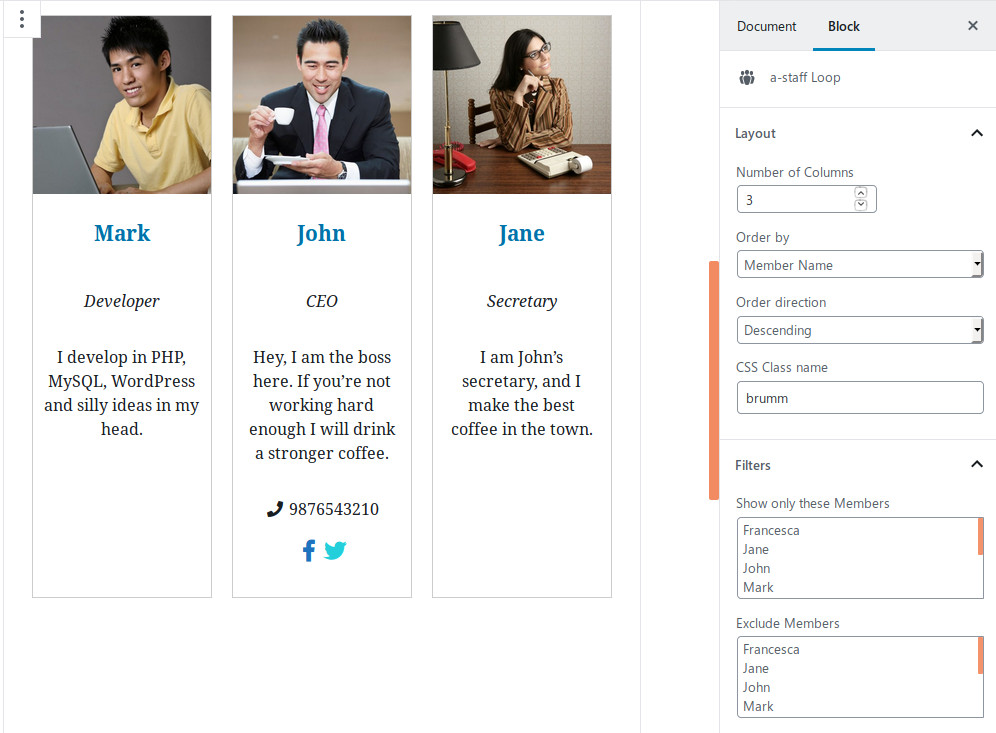 Mark
Developer
I develop in PHP,
MySQL, WordPress
and silly ideas in my
head.
John
CEO
Hey, I am the boss
here. If you’re not
working hard
enough I will drink
a stronger coffee.
9876543210
Jane
Secretary
I am John’s
secretary, and I
make the best
coffee in the town.
Document
Block
a-staff Loop
Layout
Number of Columns
3
Order by
Member Name
Order direction
Descending
CSS Class name
brumm
Filters
Show only these Members
Francesca
Jane
John
Mark
Exclude Members
Francesca
Jane
John
Mark